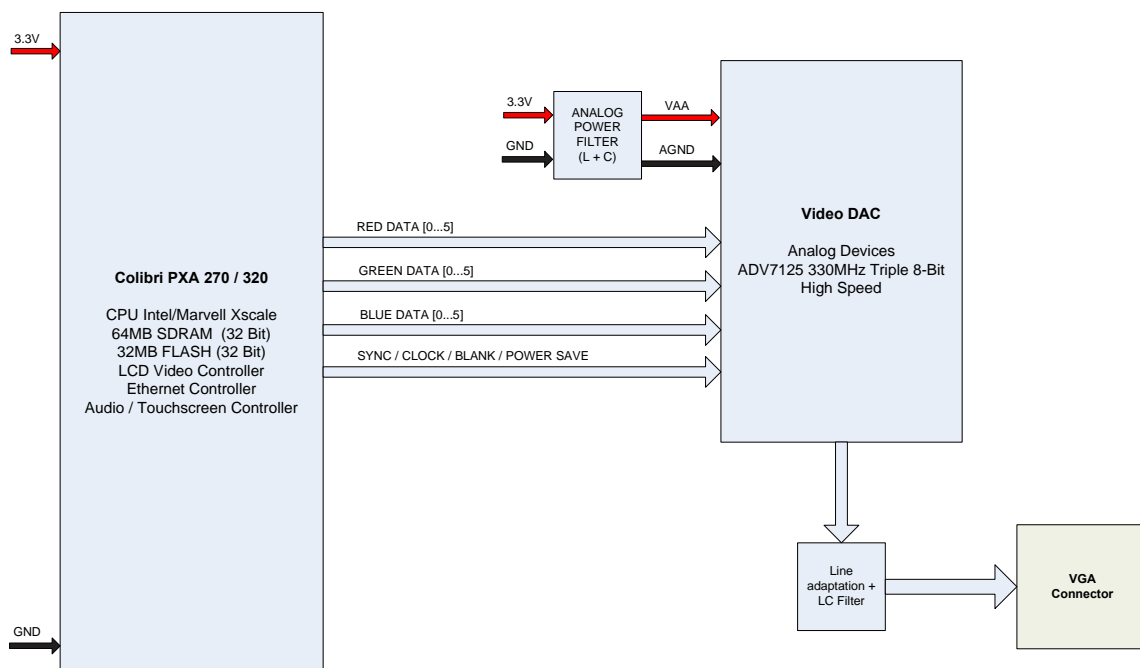 3.3V
GND
Colibri PXA 270 / 320
CPU Intel/Marvell Xscale
64MB SDRAM (32 Bit)
32MB FLASH (32 Bit)
LCD Video Controller
Ethernet Controller
Audio / Touchscreen Controller
3.3V
GND
ANALOG
POWER
FILTER
(L + C)
VAA
AGND
RED DATA [0...5]
GREEN DATA [0...5]
BLUE DATA [0...5]
SYNC / CLOCK / BLANK / POWER SAVE
Video DAC
Analog Devices
ADV7125 330MHz Triple 8-Bit
High Speed
Line
adaptation +
LC Filter
VGA
Connector